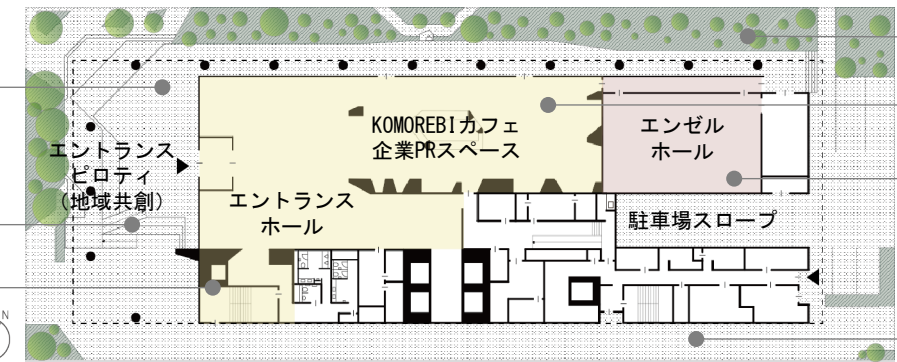 KOMOREBIカフェ
企業PRスペース
エンゼル
ホール
エントランス
ピロティ
(地域共創)
エントランス
ホール
駐車場スロープ
N